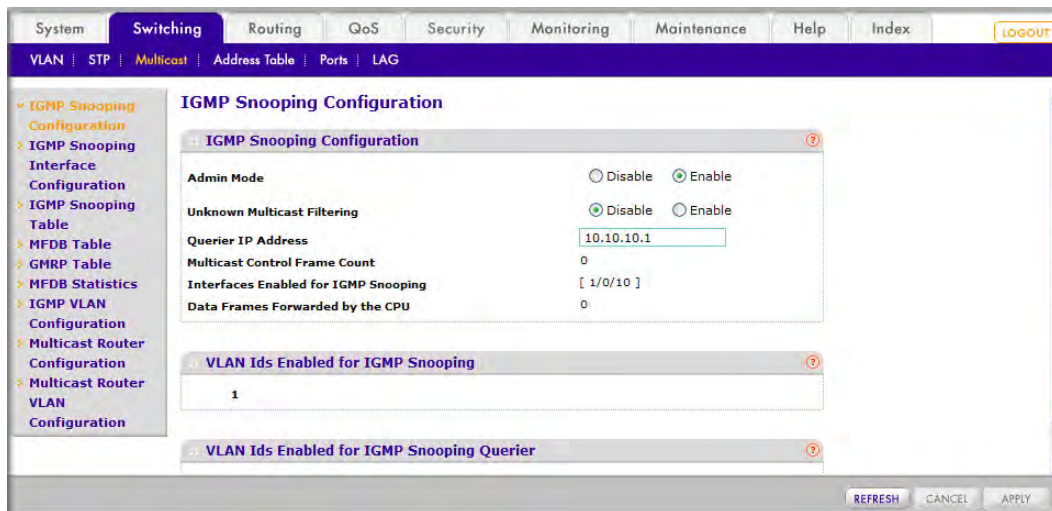 System Switching Routing QoS Security Monitoring Maintenance Help Index LOGOUT
VLAN STP Multicast Address Table Ports LAG
IGMP Snooping
Configuration
IGMP Snooping
Interface
Configuration
IGMP Snooping
Table
MFDB Table
GMRP Table
MFDB Statistics
IGMP VLAN
Configuration
Multicast Router
Configuration
Multicast Router
VLAN
Configuration
IGMP Snooping Configuration
IGMP Snooping Configuration
Admin Mode Disable Enable
Unknown Multicast Filtering Disable Enable
Querier IP Address 10.10.10.1
Multicast Control Frame Count 0
Interfaces Enabled for IGMP Snooping [ 1/0/10 ]
Data Frames Forwarded by the CPU 0
VLAN Ids Enabled for IGMP Snooping
1
VLAN Ids Enabled for IGMP Snooping Querier
REFRESH CANCEL APPLY